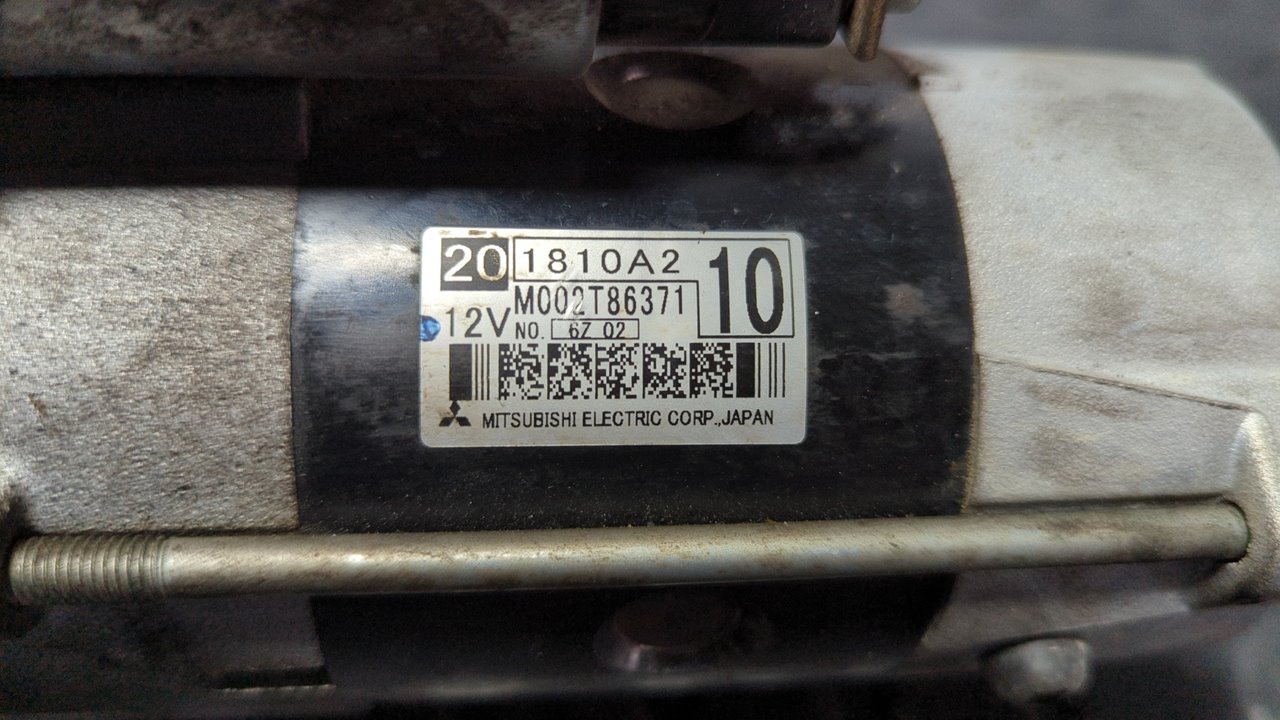 20 1810A2 10
M002T86371
12V NO. 6Z 02
MITSUBISHI ELECTRIC CORP.,JAPAN